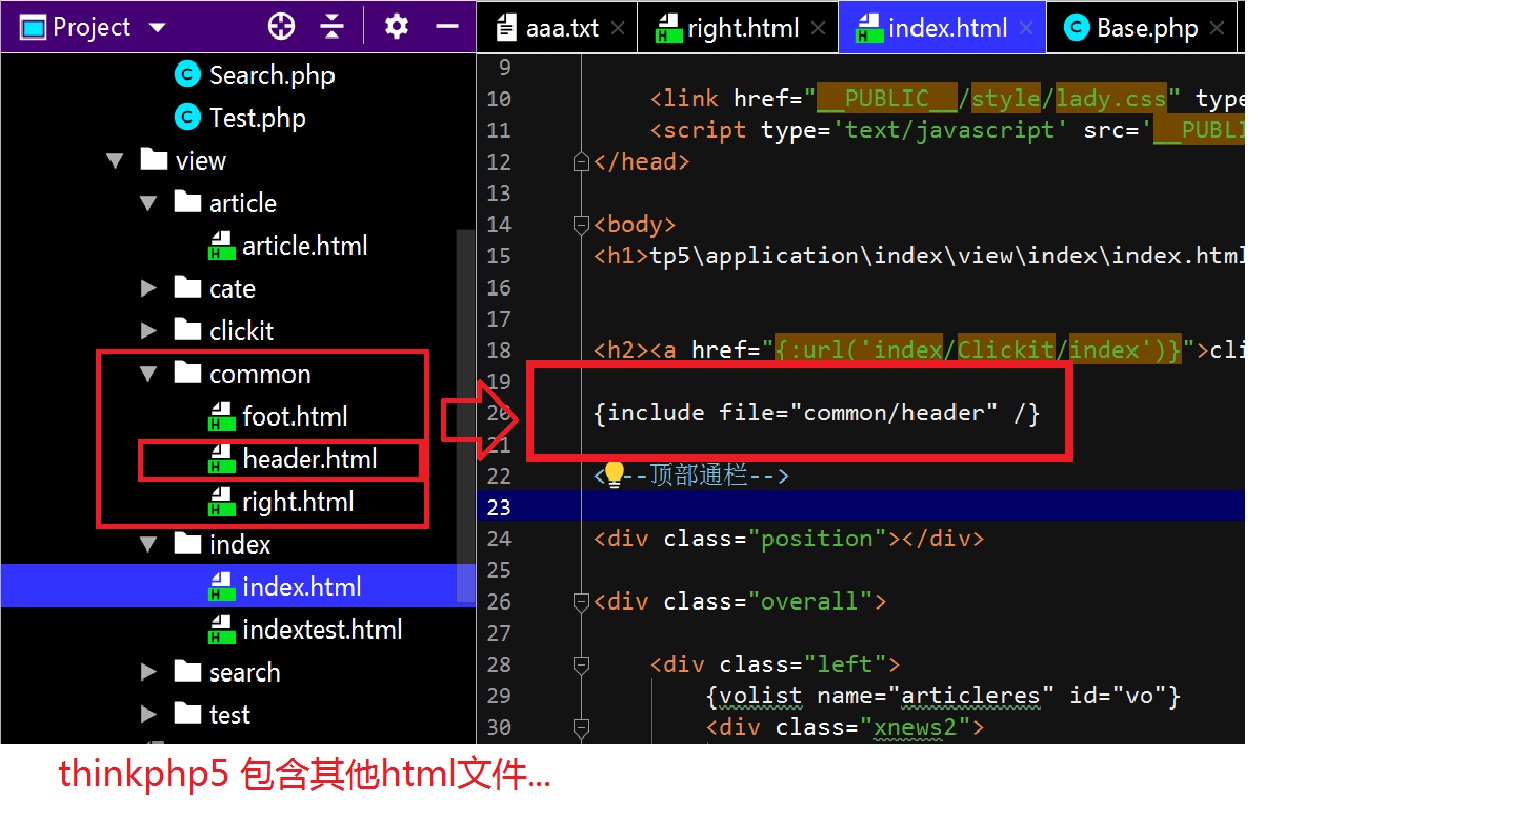 Project
Search.php
Test.php
view
article
article.html
cate
clickit
common
foot.html
header.html
right.html
index
index.html
indextest.html
search
test
aaa.txt right.html index.html Base.php
9
10 <link href="__PUBLIC__/style/lady.css" type
11 <script type='text/javascript' src='__PUBL
12 </head>
13
14 <body>
15 <h1>tp5\application\index\view\index\index.html
16
17
18 <h2><a href="{:url('index/Clickit/index')}">cli
19
20 {include file="common/header" />}
21
22 <!--顶部通栏-->
23
24 <div class="position"></div>
25
26 <div class="overall">
27
28 <div class="left">
29 {volist name="articleres" id="vo"}
30 <div class="xnews2">
thinkphp5 包含其他html文件...